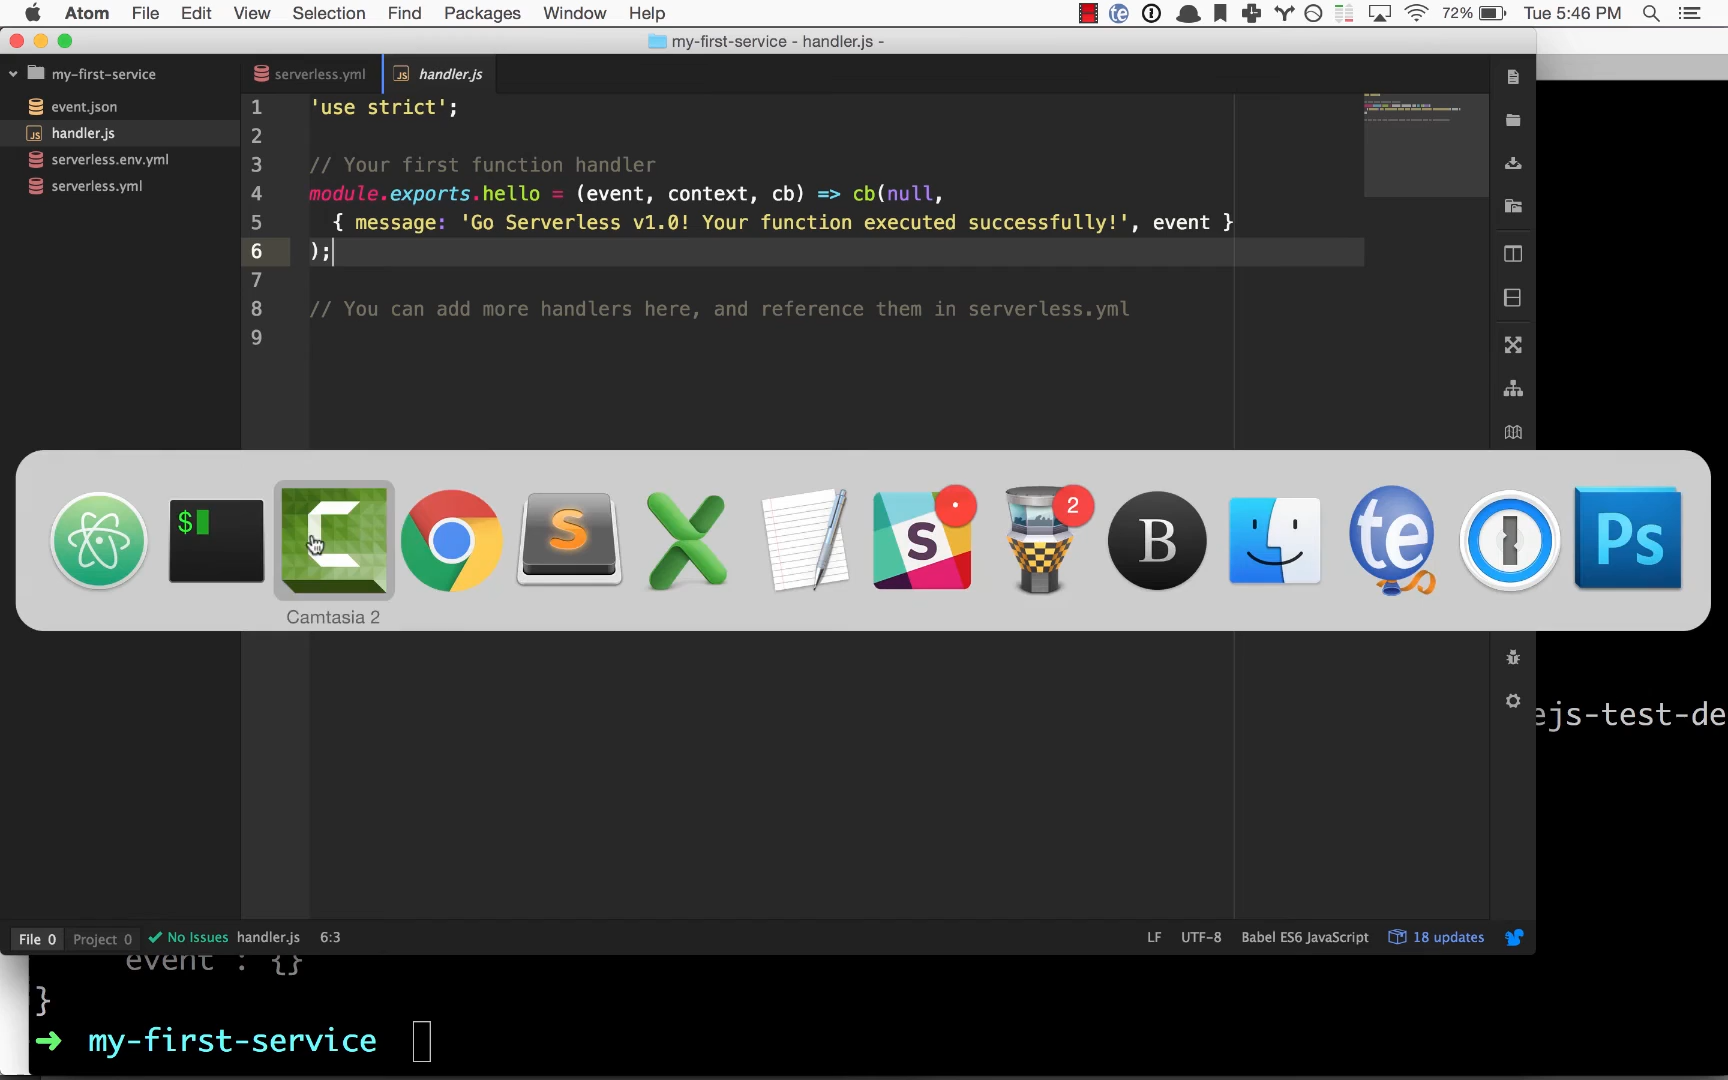 Atom File Edit View Selection Find Packages Window Help te 72% Tue 5:46 PM
my-first-service - handler.js -
my-first-service
event.json
handler.js
serverless.env.yml
serverless.yml
serverless.yml JS handler.js
1 'use strict';
2
3 // Your first function handler
4 module.exports.hello = (event, context, cb) => cb(null,
5 { message: 'Go Serverless v1.0! Your function executed successfully!', event }
6 );
7
8 // You can add more handlers here, and reference them in serverless.yml
9
$ C S S 2 B te Ps
Camtasia 2
ejs-test-de
File 0 Project 0 No Issues handler.js 6:3 LF UTF-8 Babel ES6 JavaScript 18 updates
event : {}
}
➜ my-first-service